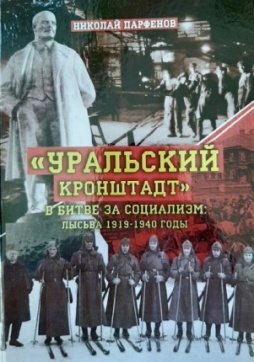 НИКОЛАЙ ПАРФЕНОВ
«УРАЛЬСКИЙ
КРОНШТАДТ»
В БИТВЕ ЗА СОЦИАЛИЗМ:
ЛЫСЬВА 1919-1940 ГОДЫ